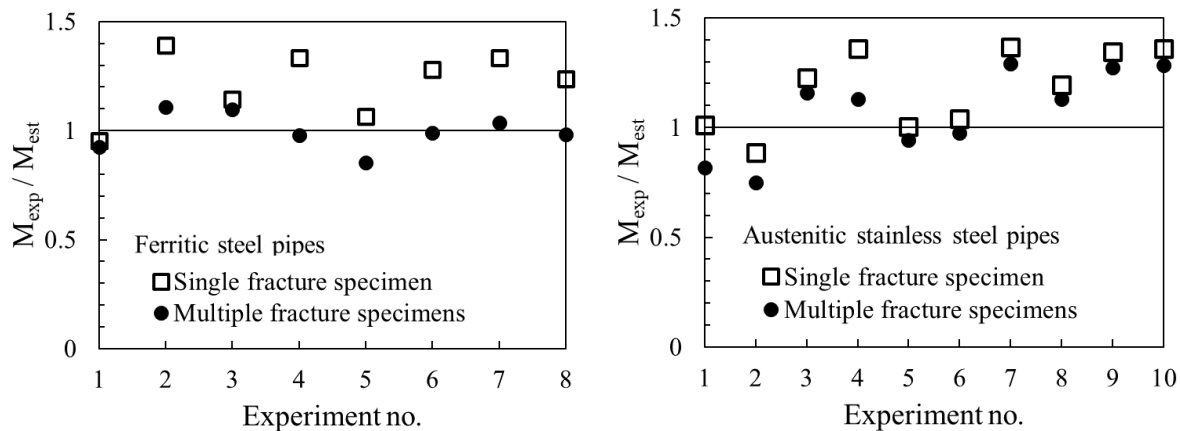 1.5
1
0.5
0
M_exp / M_est
Ferritic steel pipes
Single fracture specimen
Multiple fracture specimens
1 2 3 4 5 6 7 8
Experiment no.
1.5
1
0.5
0
M_exp / M_est
Austenitic stainless steel pipes
Single fracture specimen
Multiple fracture specimens
1 2 3 4 5 6 7 8 9 10
Experiment no.